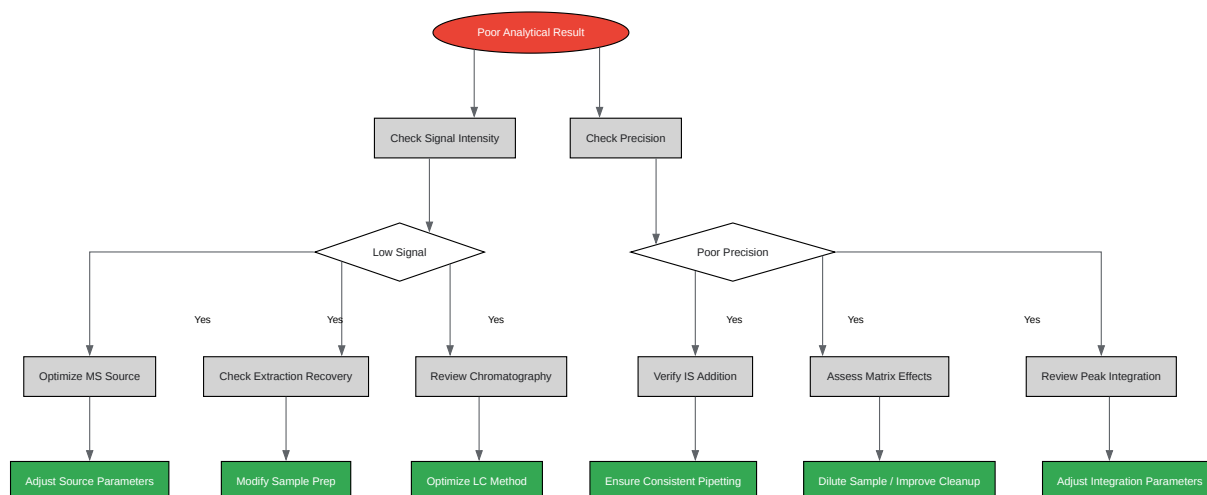 Poor Analytical Result
Check Signal Intensity
Check Precision
Low Signal
Poor Precision
Yes
Yes
Yes
Yes
Yes
Yes
Optimize MS Source
Check Extraction Recovery
Review Chromatography
Verify IS Addition
Assess Matrix Effects
Review Peak Integration
Adjust Source Parameters
Modify Sample Prep
Optimize LC Method
Ensure Consistent Pipetting
Dilute Sample / Improve Cleanup
Adjust Integration Parameters